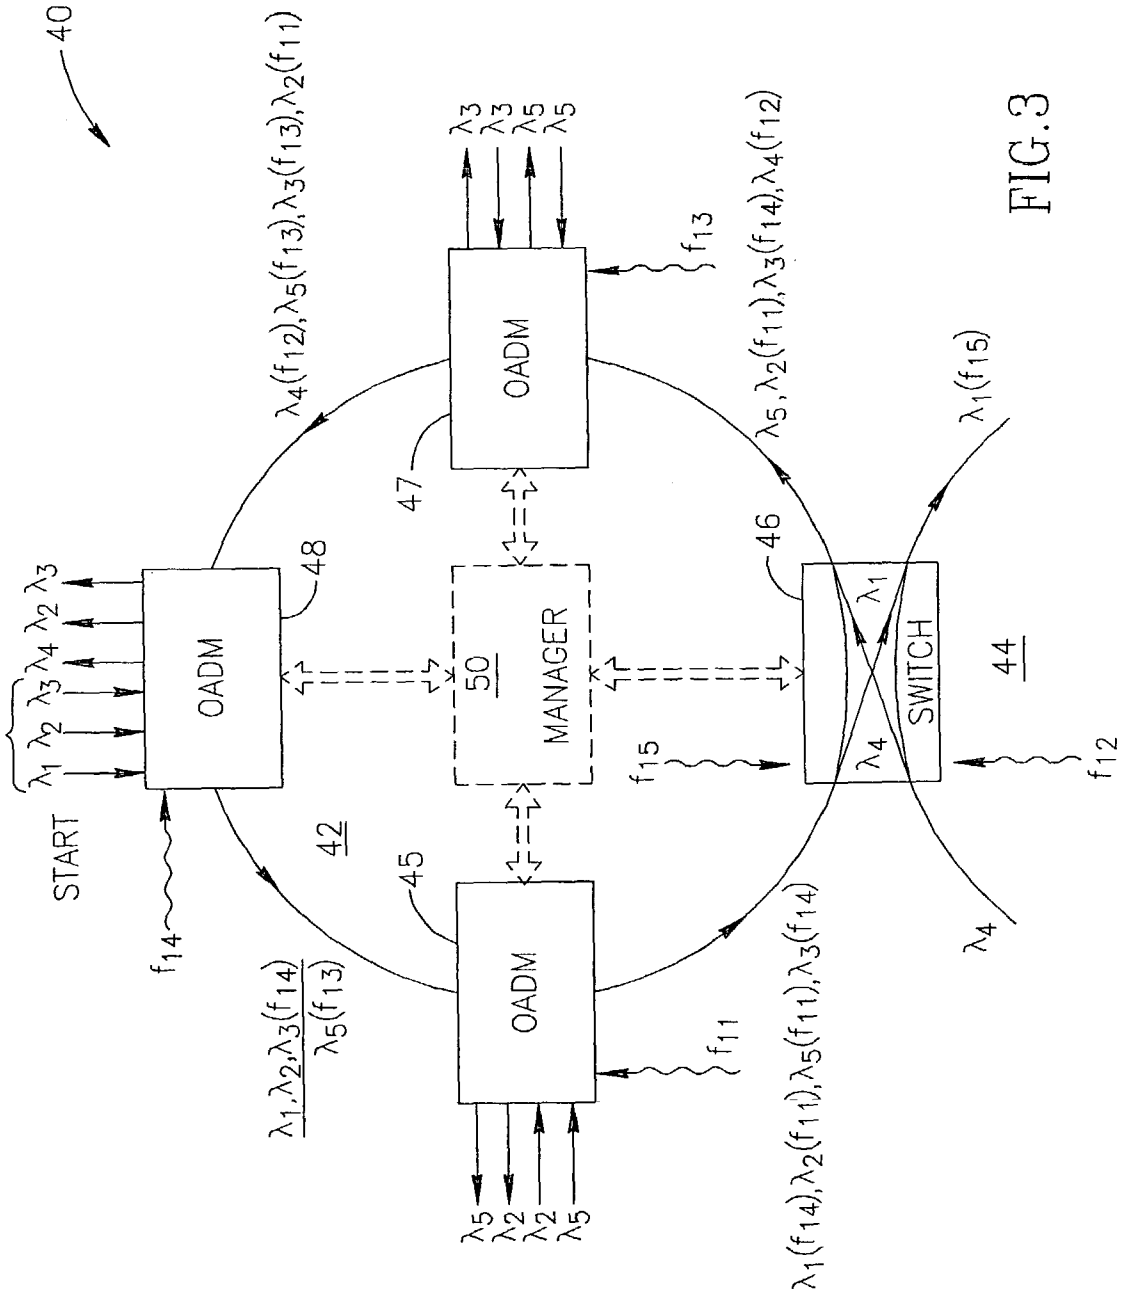 40
START
λ1 λ2 λ3 λ4 λ2 λ3
f14
OADM
48
λ4(f12),λ5(f13),λ3(f13),λ2(f11)
λ1,λ2,λ3(f14)
λ5(f13)
42
45
OADM
λ5
λ2
λ2
λ5
f11
50
MANAGER
47
OADM
λ3
λ3
λ5
λ5
f13
λ1(f14),λ2(f11),λ5(f11),λ3(f14)
λ5,λ2(f11),λ3(f14),λ4(f12)
f15
46
λ4
λ1
SWITCH
f12
44
λ4
λ1(f15)
FIG.3